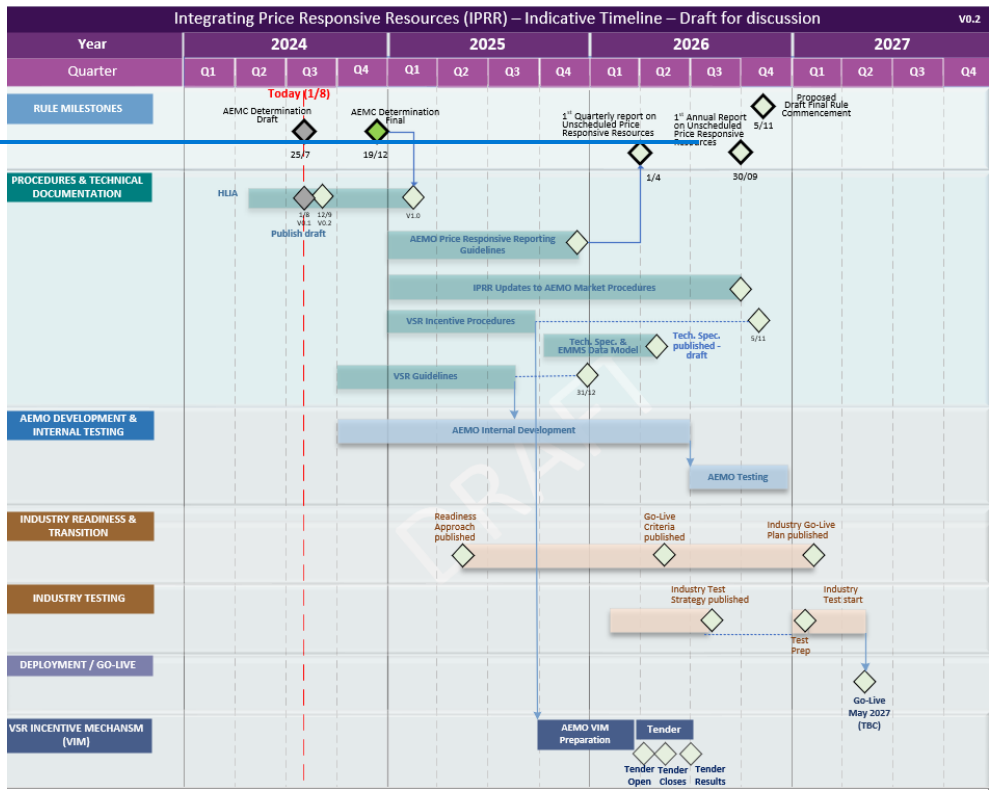 Integrating Price Responsive Resources (IPRR) – Indicative Timeline – Draft for discussion
V0.2
Year
2024
2025
2026
2027
Quarter
Q1
Q2
Q3
Q4
Q1
Q2
Q3
Q4
Q1
Q2
Q3
Q4
Q1
Q2
Q3
Q4
Today (1/8)
RULE MILESTONES
AEMC Determination
Draft
25/7
AEMC Determination
Final
19/12
1st Quarterly report on
Unscheduled Price
Responsive Resources
1/4
1st Annual Report
on Unscheduled
Price Responsive
Resources
30/09
Proposed
Draft Final Rule
Commencement
5/11
PROCEDURES & TECHNICAL
DOCUMENTATION
HLIA
1/8
V0.1
12/9
V0.2
Publish draft
V1.0
AEMO Price Responsive Reporting
Guidelines
IPRR Updates to AEMO Market Procedures
VSR Incentive Procedures
5/11
Tech. Spec. &
EMMS Data Model
Tech. Spec.
published -
draft
VSR Guidelines
31/12
DRAFT
AEMO DEVELOPMENT &
INTERNAL TESTING
AEMO Internal Development
AEMO Testing
INDUSTRY READINESS &
TRANSITION
Readiness
Approach
published
Go-Live
Criteria
published
Industry Go-Live
Plan published
INDUSTRY TESTING
Industry Test
Strategy published
Industry
Test start
Test
Prep
DEPLOYMENT / GO-LIVE
Go-Live
May 2027
(TBC)
VSR INCENTIVE MECHANSM
(VIM)
AEMO VIM
Preparation
Tender
Tender
Open
Tender
Closes
Tender
Results